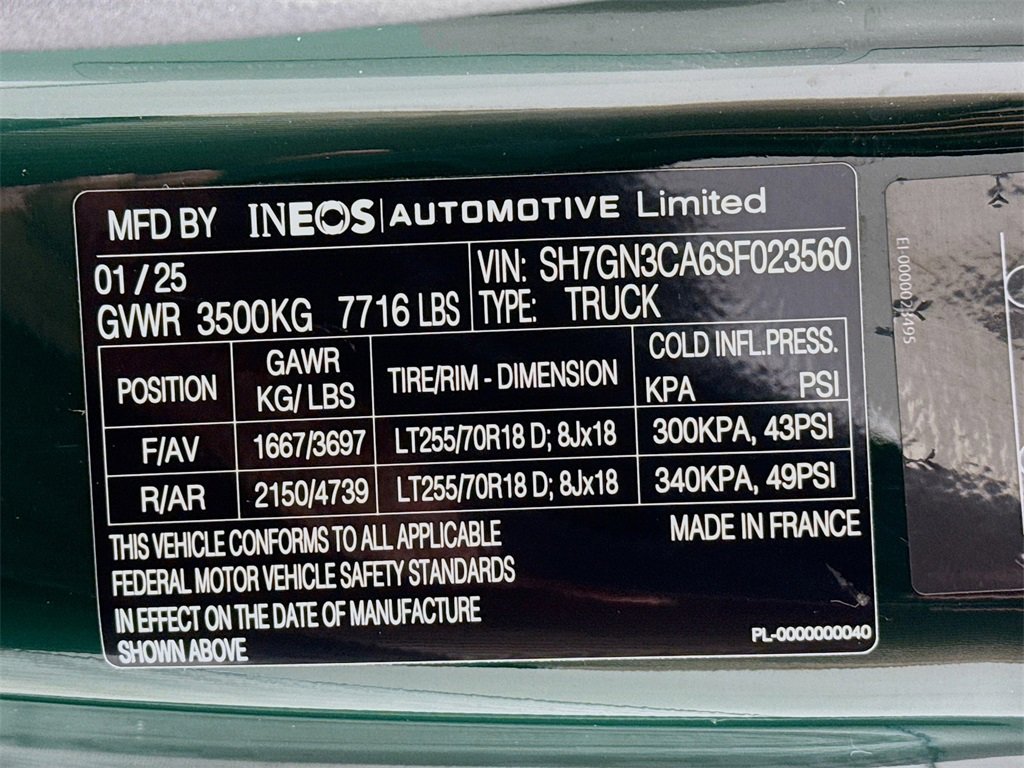 MFD BY INEOS | AUTOMOTIVE Limited
01 / 25
GVWR 3500KG 7716 LBS
VIN: SH7GN3CA6SF023560
TYPE: TRUCK
POSITION GAWR KG/ LBS TIRE/RIM - DIMENSION COLD INFL.PRESS. KPA PSI
F/AV 1667/3697 LT255/70R18 D; 8Jx18 300KPA, 43PSI
R/AR 2150/4739 LT255/70R18 D; 8Jx18 340KPA, 49PSI
THIS VEHICLE CONFORMS TO ALL APPLICABLE
FEDERAL MOTOR VEHICLE SAFETY STANDARDS
IN EFFECT ON THE DATE OF MANUFACTURE
SHOWN ABOVE
MADE IN FRANCE
PL-0000000040